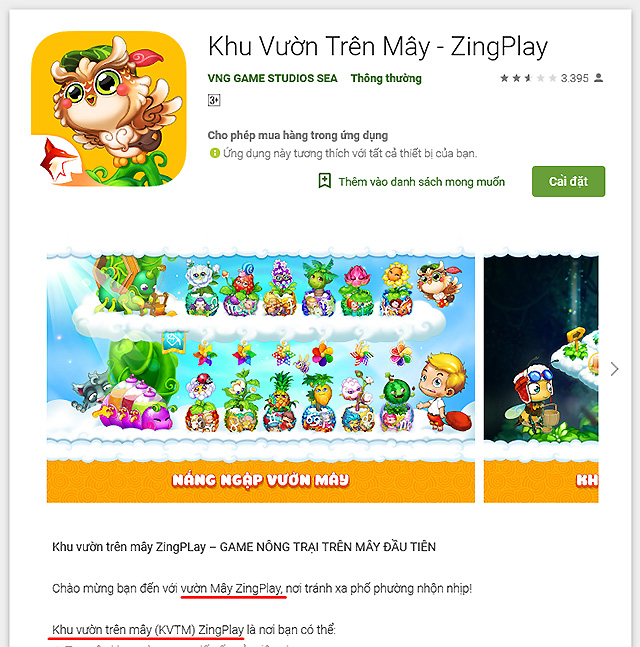 Khu Vườn Trên Mây - ZingPlay
VNG GAME STUDIOS SEA Thông thường
3.395
3+
Cho phép mua hàng trong ứng dụng
Ứng dụng này tương thích với tất cả thiết bị của bạn.
Thêm vào danh sách mong muốn
Cài đặt
NẮNG NGẬP VƯỜN MÂY
KH
Khu vườn trên mây ZingPLay – GAME NÔNG TRẠI TRÊN MÂY ĐẦU TIÊN
Chào mừng bạn đến với vườn Mây ZingPlay, nơi tránh xa phố phường nhộn nhịp!
Khu vườn trên mây (KVTM) ZingPlay là nơi bạn có thể: